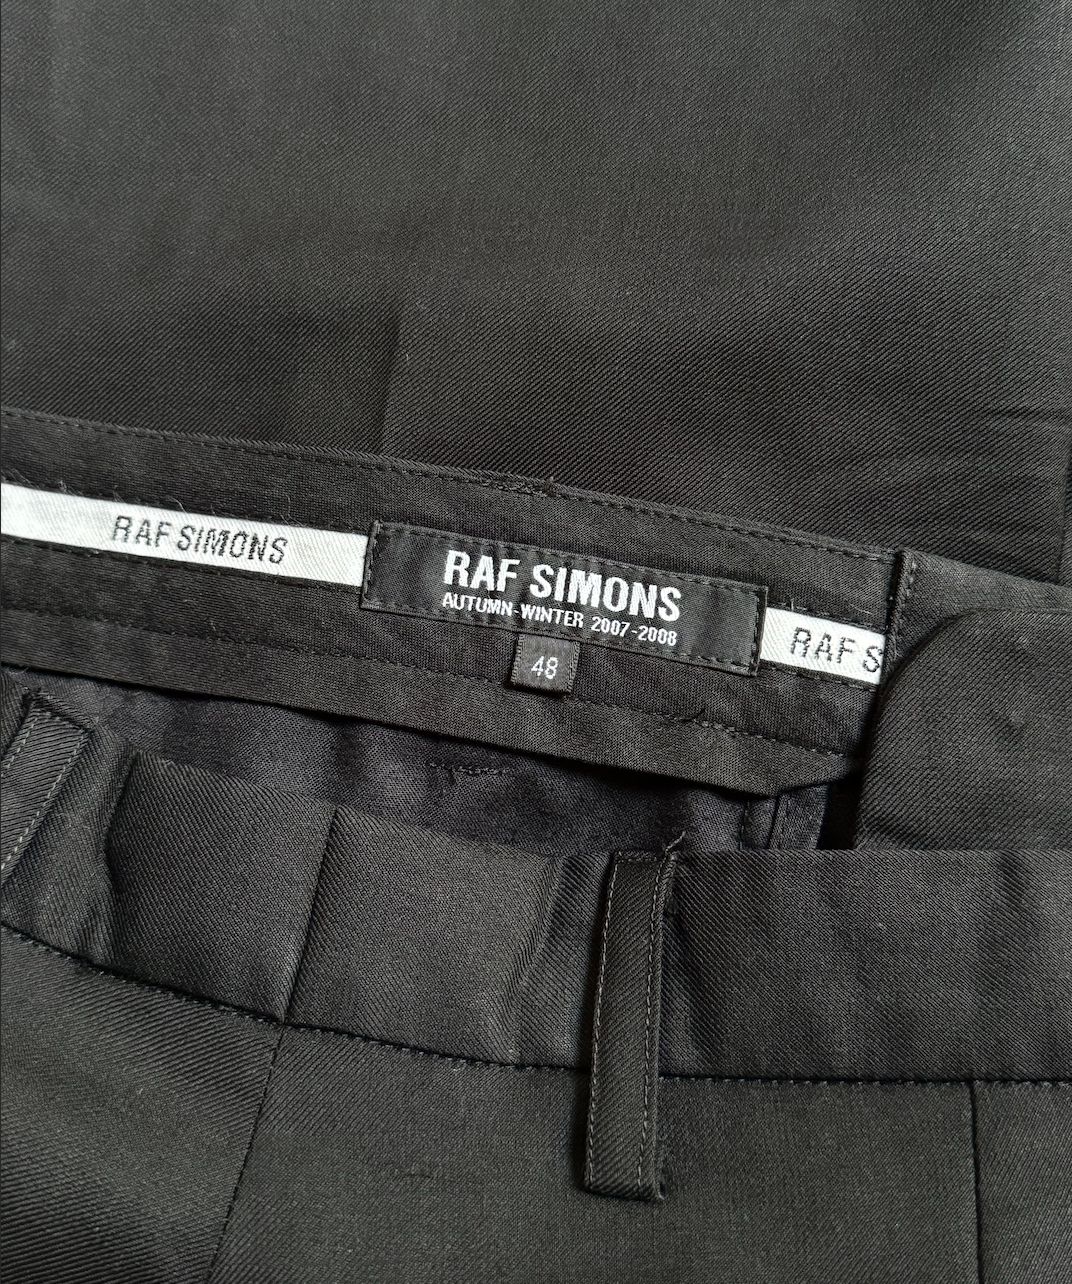 RAF SIMONS
RAF SIMONS
AUTUMN-WINTER 2007-2008
48
RAF S